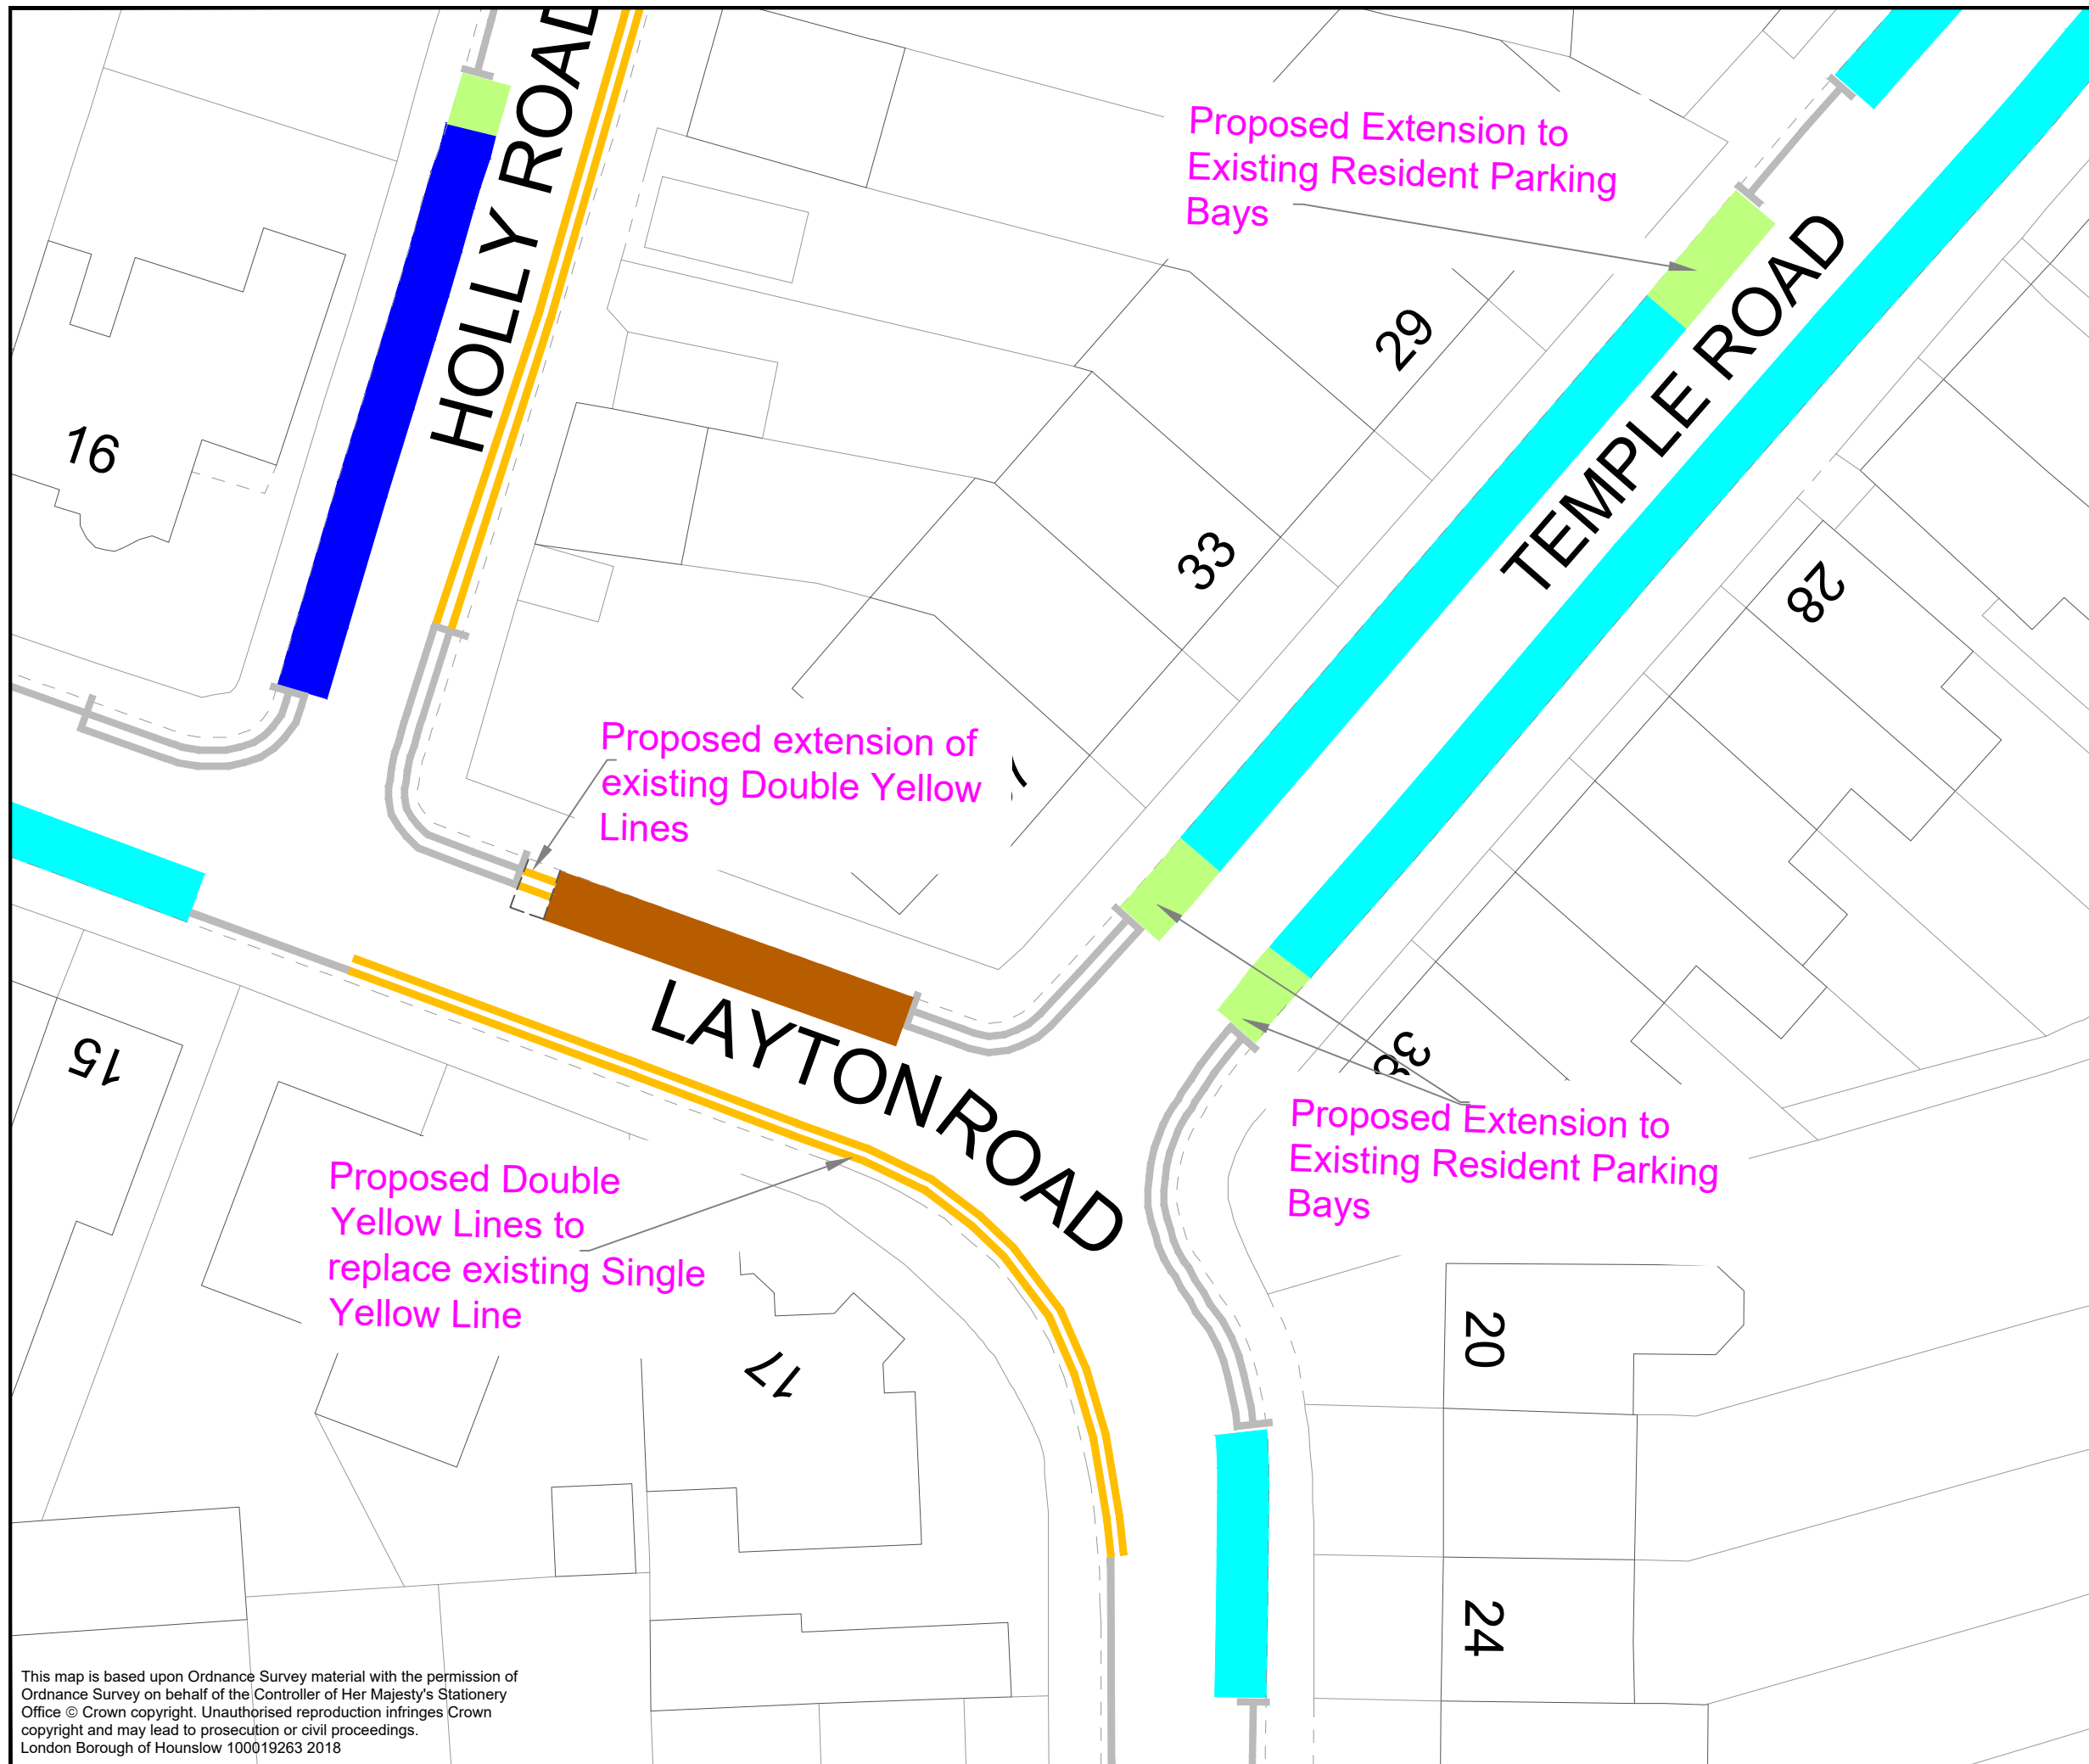 HOLLY ROAD
Proposed Extension to
Existing Resident Parking
Bays
TEMPLE ROAD
29
16
33
28
Proposed extension of
existing Double Yellow
Lines
LAYTON ROAD
15
38
Proposed Extension to
Existing Resident Parking
Bays
Proposed Double
Yellow Lines to
replace existing Single
Yellow Line
17
20
24
This map is based upon Ordnance Survey material with the permission of
Ordnance Survey on behalf of the Controller of Her Majesty's Stationery
Office © Crown copyright. Unauthorised reproduction infringes Crown
copyright and may lead to prosecution or civil proceedings.
London Borough of Hounslow 100019263 2018